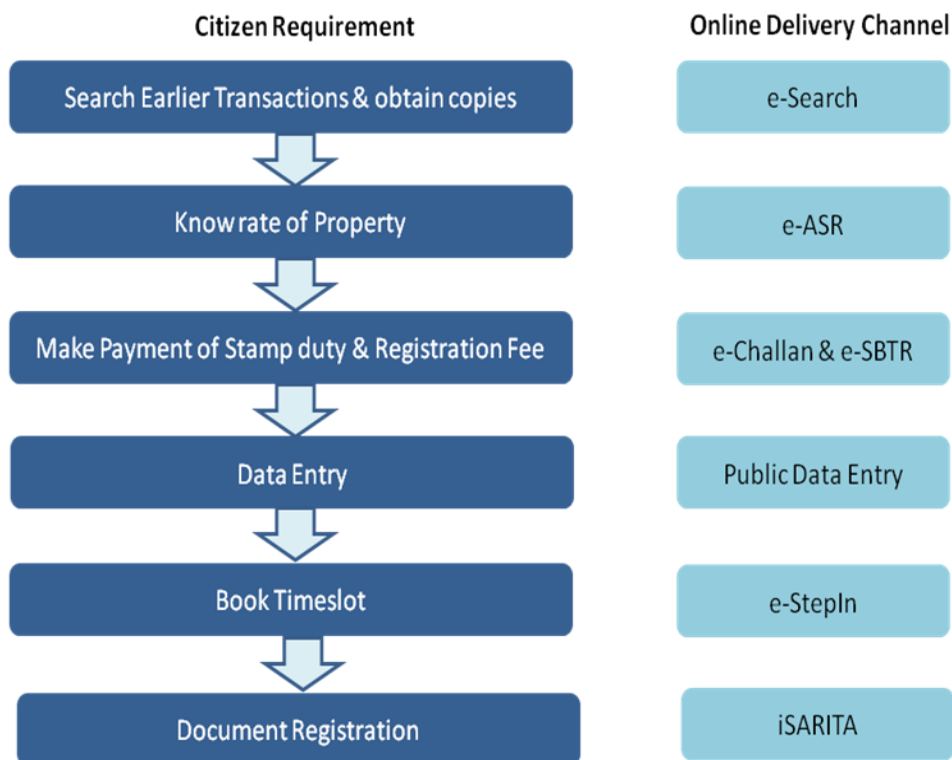 Citizen Requirement
Online Delivery Channel
Search Earlier Transactions & obtain copies
e-Search
Know rate of Property
e-ASR
Make Payment of Stamp duty & Registration Fee
e-Challan & e-SBTR
Data Entry
Public Data Entry
Book Timeslot
e-StepIn
Document Registration
iSARITA